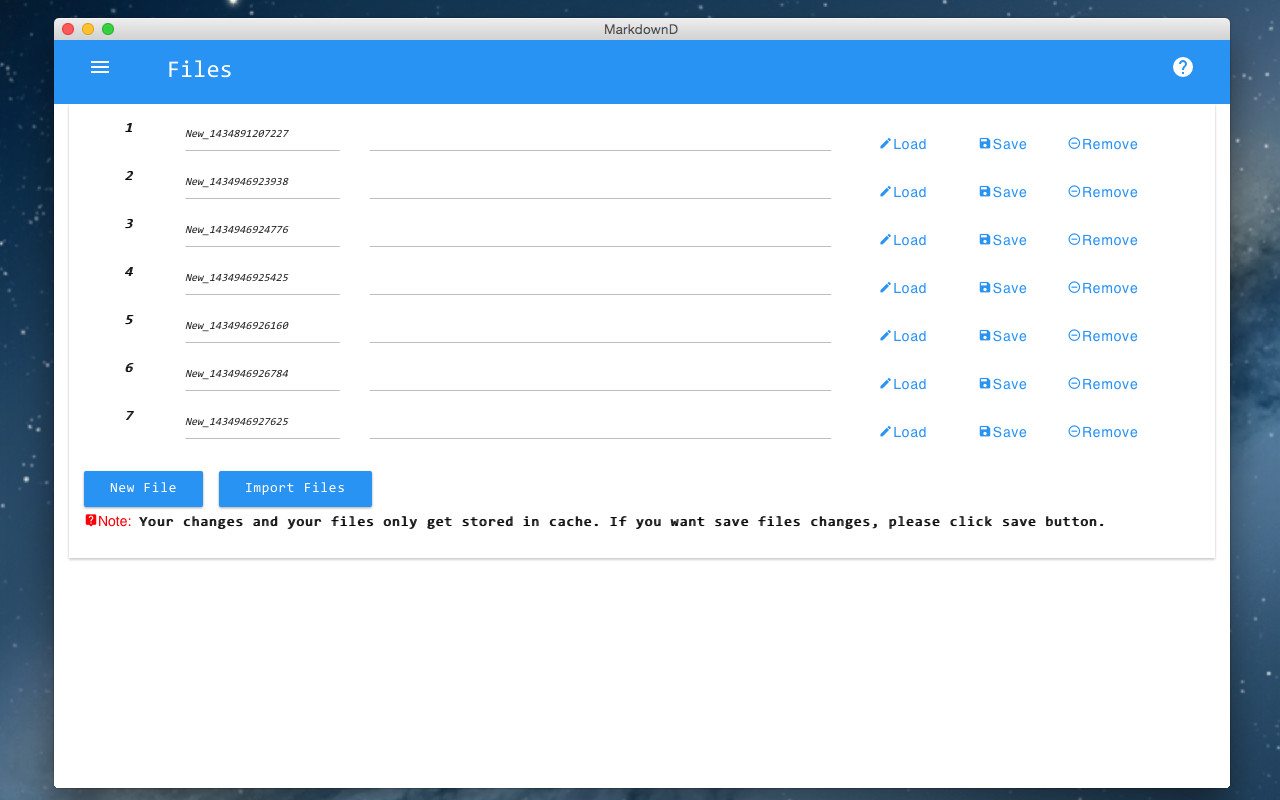 MarkdownD
Files
1 New_1434891207227 Load Save Remove
2 New_1434946923938 Load Save Remove
3 New_1434946924776 Load Save Remove
4 New_1434946925425 Load Save Remove
5 New_1434946926160 Load Save Remove
6 New_1434946926784 Load Save Remove
7 New_1434946927625 Load Save Remove
New File Import Files
Note: Your changes and your files only get stored in cache. If you want save files changes, please click save button.